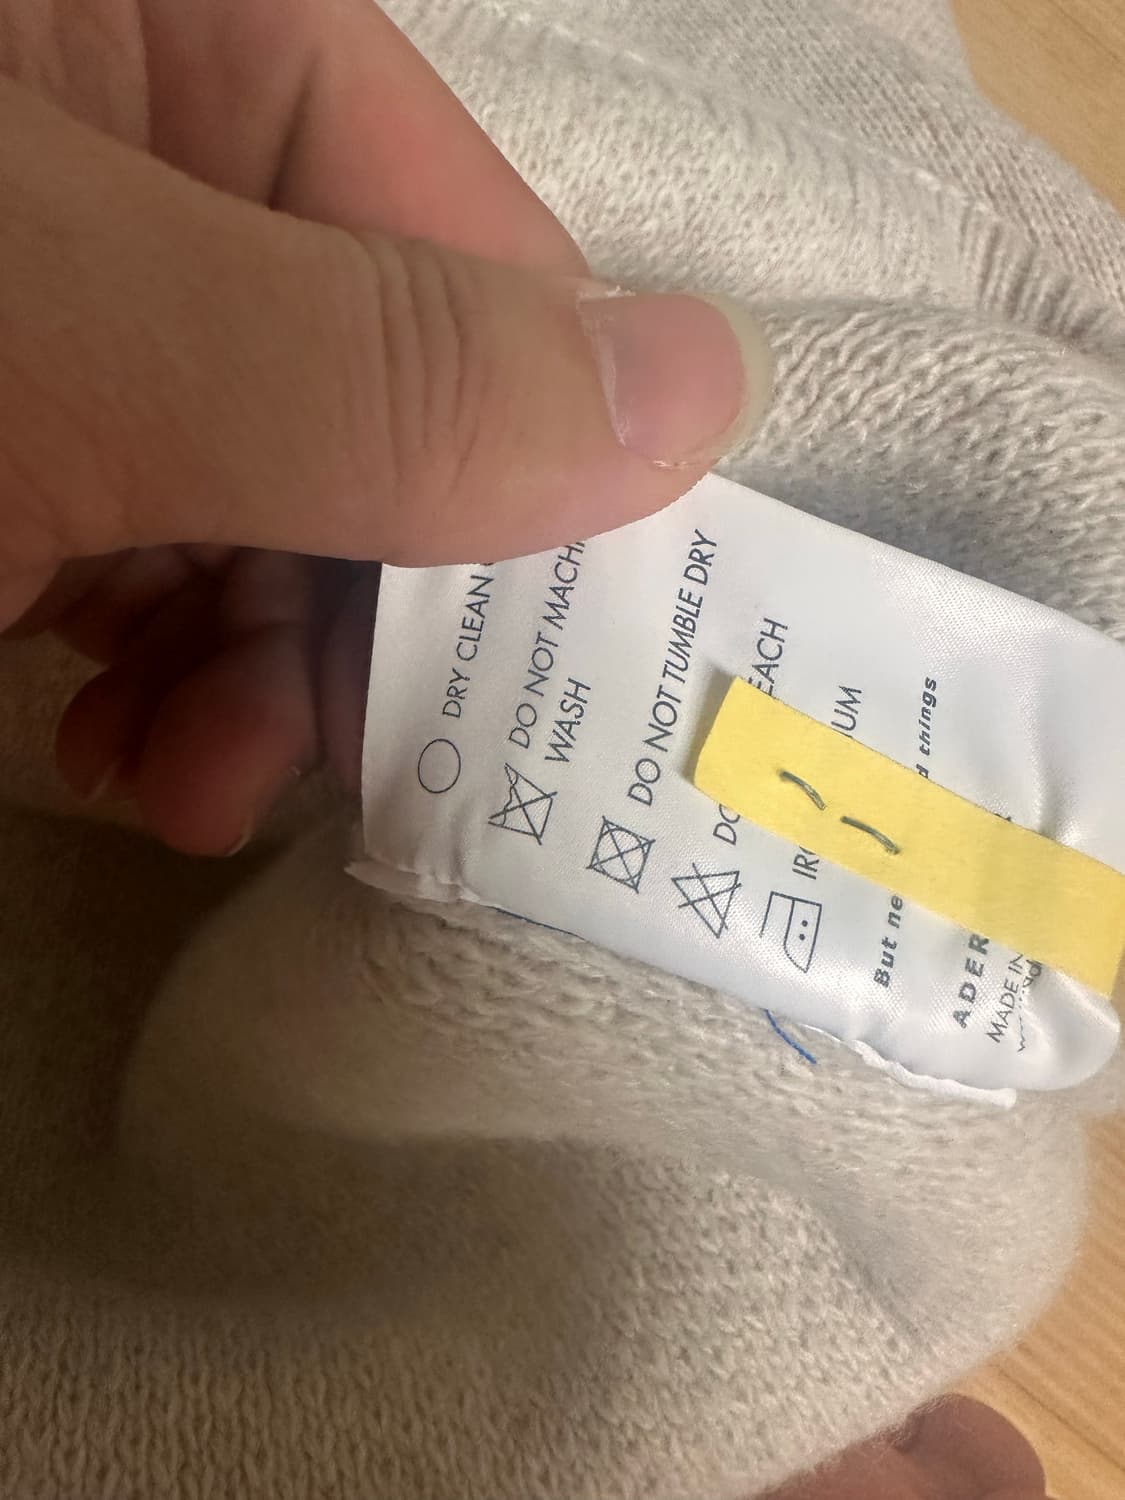 DRY CLEAN
DO NOT MACH
WASH
DO NOT TUMBLE DRY
DO EACH
IRO UM
But ne d things
ADER
MADE IN